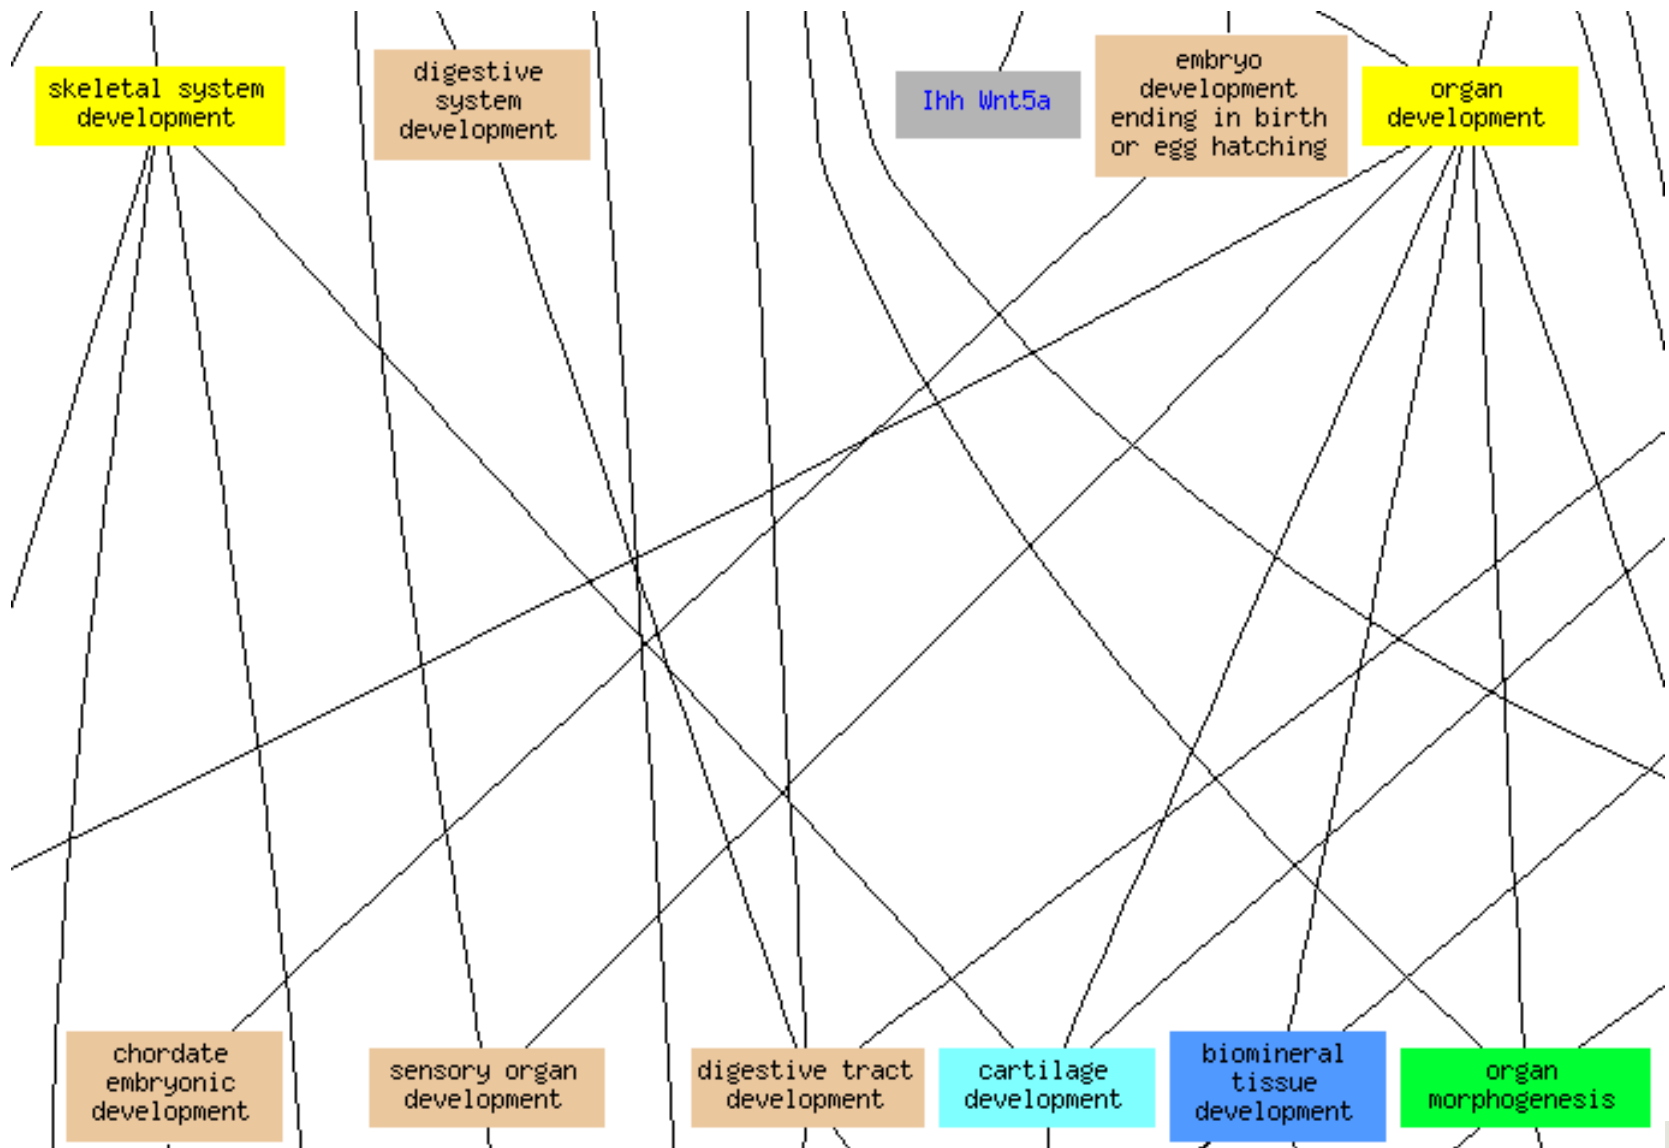 skeletal system
development
digestive
system
development
Ihh Wnt5a
embryo
development
ending in birth
or egg hatching
organ
development
chordate
embryonic
development
sensory organ
development
digestive tract
development
cartilage
development
biomineral
tissue
development
organ
morphogenesis